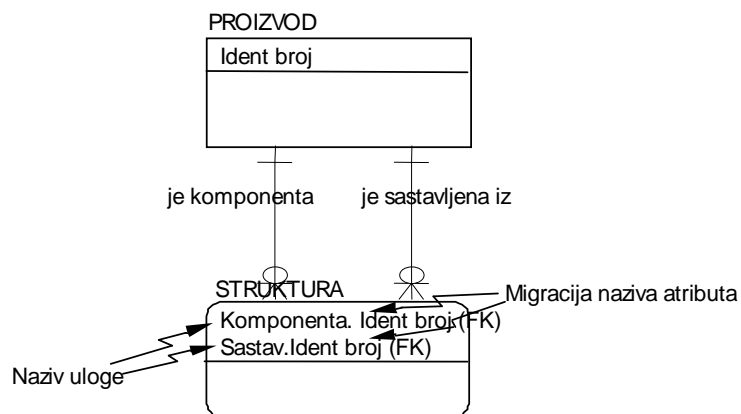 PROIZVOD
Ident broj
je komponenta
je sastavljena iz
STRUKTURA
Migracija naziva atributa
Komponenta. Ident broj (FK)
Sastav.Ident broj (FK)
Naziv uloge